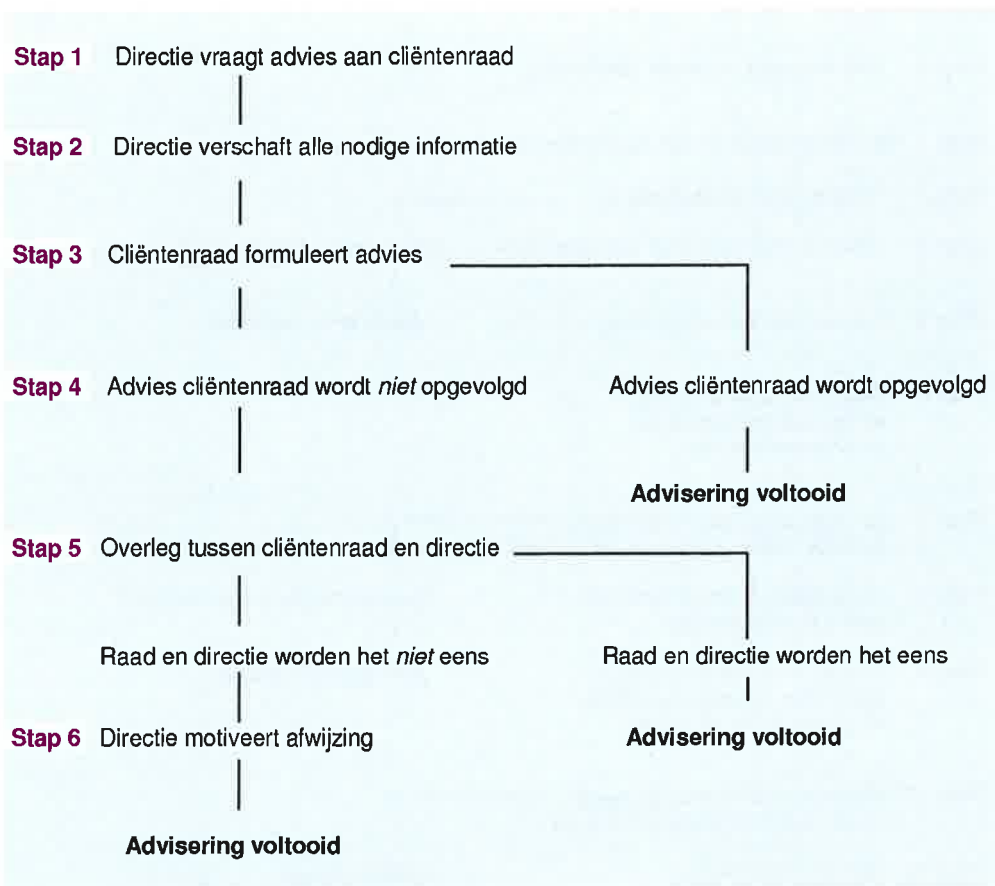 Stap 1 Directie vraagt advies aan cliëntenraad
Stap 2 Directie verschaft alle nodige informatie
Stap 3 Cliëntenraad formuleert advies
Stap 4 Advies cliëntenraad wordt niet opgevolgd Advies cliëntenraad wordt opgevolgd
Advisering voltooid
Stap 5 Overleg tussen cliëntenraad en directie
Raad en directie worden het niet eens Raad en directie worden het eens
Stap 6 Directie motiveert afwijzing Advisering voltooid
Advisering voltooid